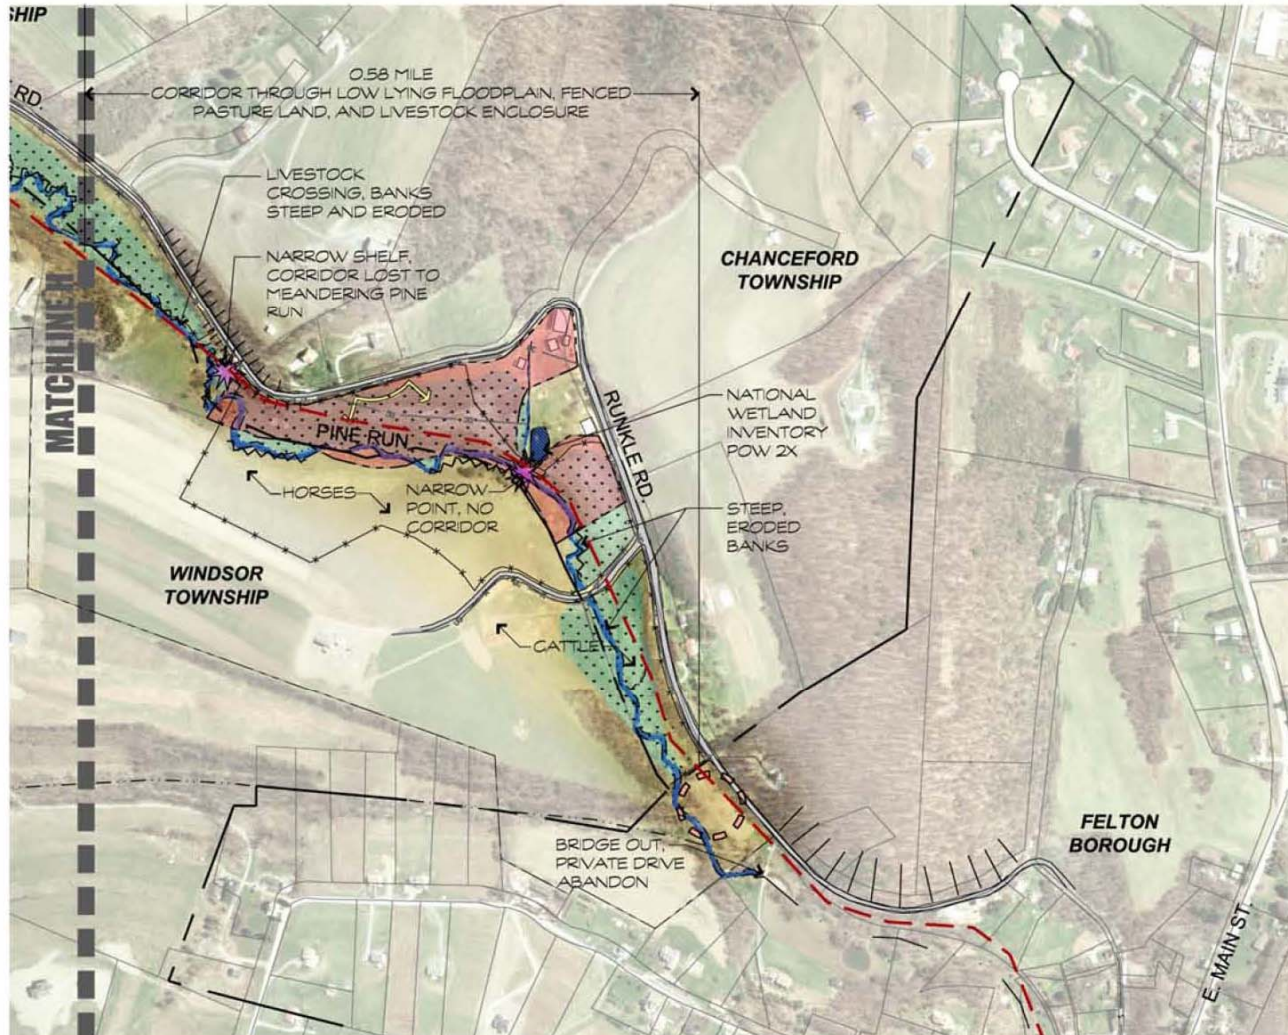 SHIP
RD.
0.58 MILE
CORRIDOR THROUGH LOW LYING FLOODPLAIN, FENCED
PASTURE LAND, AND LIVESTOCK ENCLOSURE
LIVESTOCK
CROSSING, BANKS
STEEP AND ERODED
NARROW SHELF,
CORRIDOR LOST TO
MEANDERING PINE
RUN
MATCHLINE H
CHANCEFORD
TOWNSHIP
PINE RUN
RUNKLE RD.
NATIONAL
WETLAND
INVENTORY
POW 2X
HORSES
NARROW
POINT, NO
CORRIDOR
STEEP,
ERODED
BANKS
WINDSOR
TOWNSHIP
CATTLE
BRIDGE OUT,
PRIVATE DRIVE
ABANDON
FELTON
BOROUGH
E. MAIN ST.